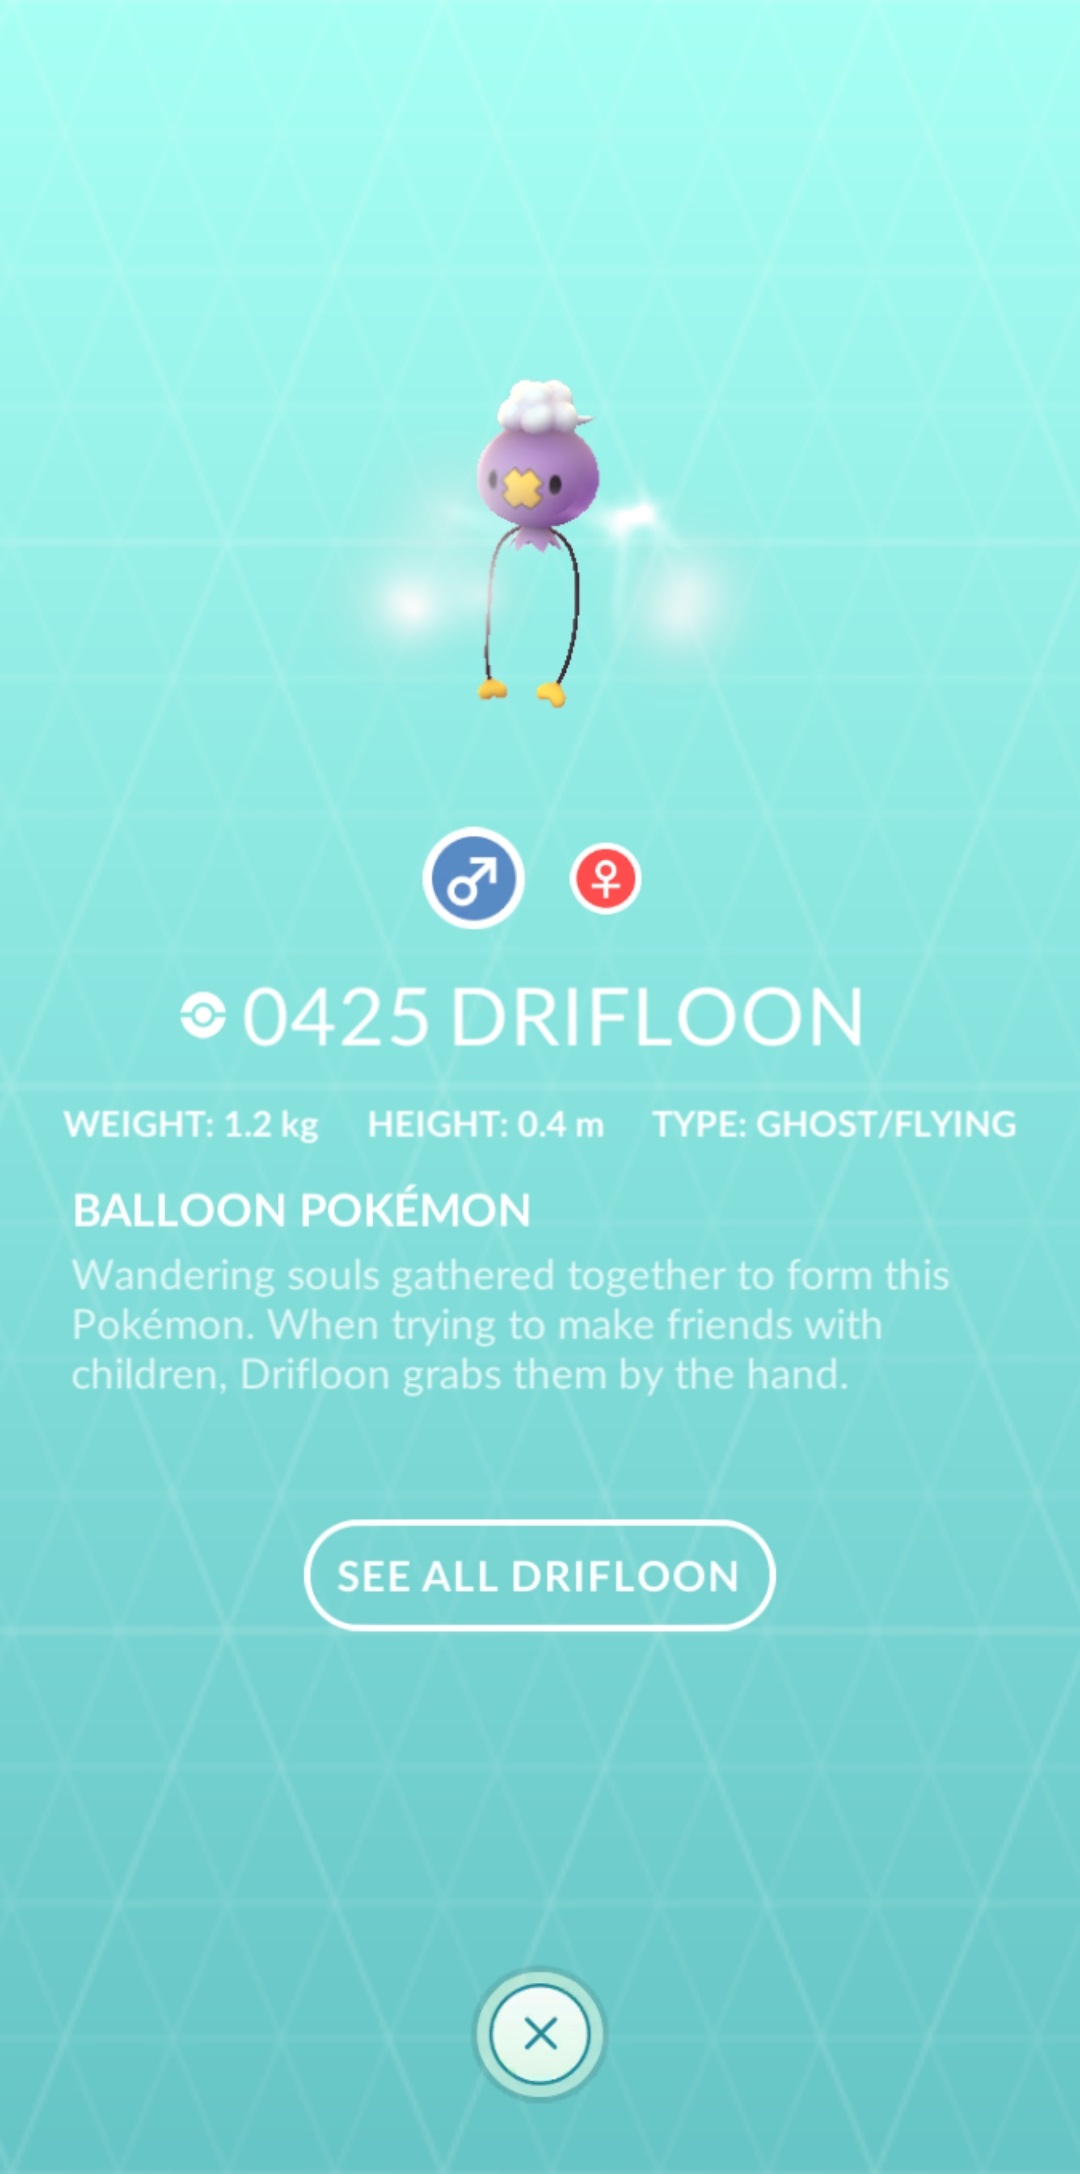 0425 DRIFLOON
WEIGHT: 1.2 kg HEIGHT: 0.4 m TYPE: GHOST/FLYING
BALLOON POKÉMON
Wandering souls gathered together to form this
Pokémon. When trying to make friends with
children, Drifloon grabs them by the hand.
SEE ALL DRIFLOON